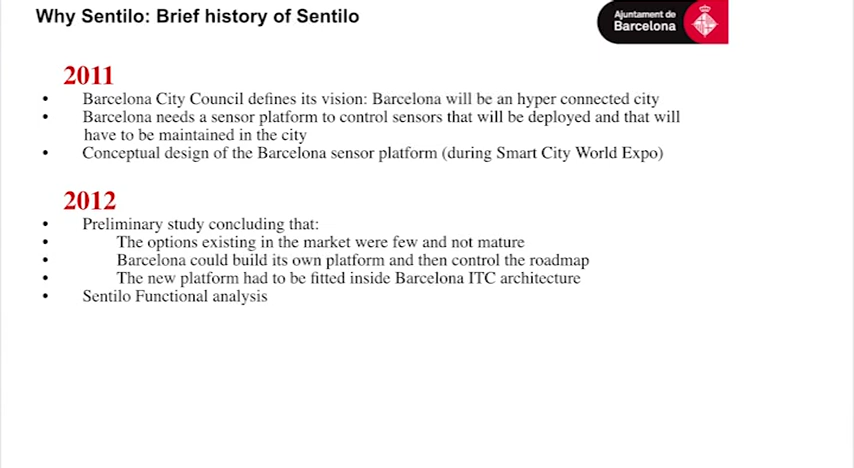 Why Sentilo: Brief history of Sentilo
Ajuntament de
Barcelona
2011
• Barcelona City Council defines its vision: Barcelona will be an hyper connected city
• Barcelona needs a sensor platform to control sensors that will be deployed and that will
have to be maintained in the city
• Conceptual design of the Barcelona sensor platform (during Smart City World Expo)
2012
• Preliminary study concluding that:
• The options existing in the market were few and not mature
• Barcelona could build its own platform and then control the roadmap
• The new platform had to be fitted inside Barcelona ITC architecture
• Sentilo Functional analysis